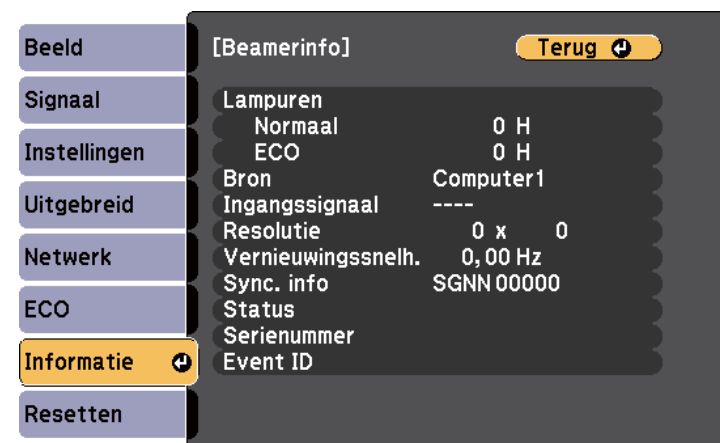 Beeld
Signaal
Instellingen
Uitgebreid
Netwerk
ECO
Informatie
Resetten
[Beamerinfo] Terug
Lampuren
Normaal 0 H
ECO 0 H
Bron Computer1
Ingangssignaal ----
Resolutie 0 x 0
Vernieuwingssnelh. 0,00 Hz
Sync. info SGNN 00000
Status
Serienummer
Event ID